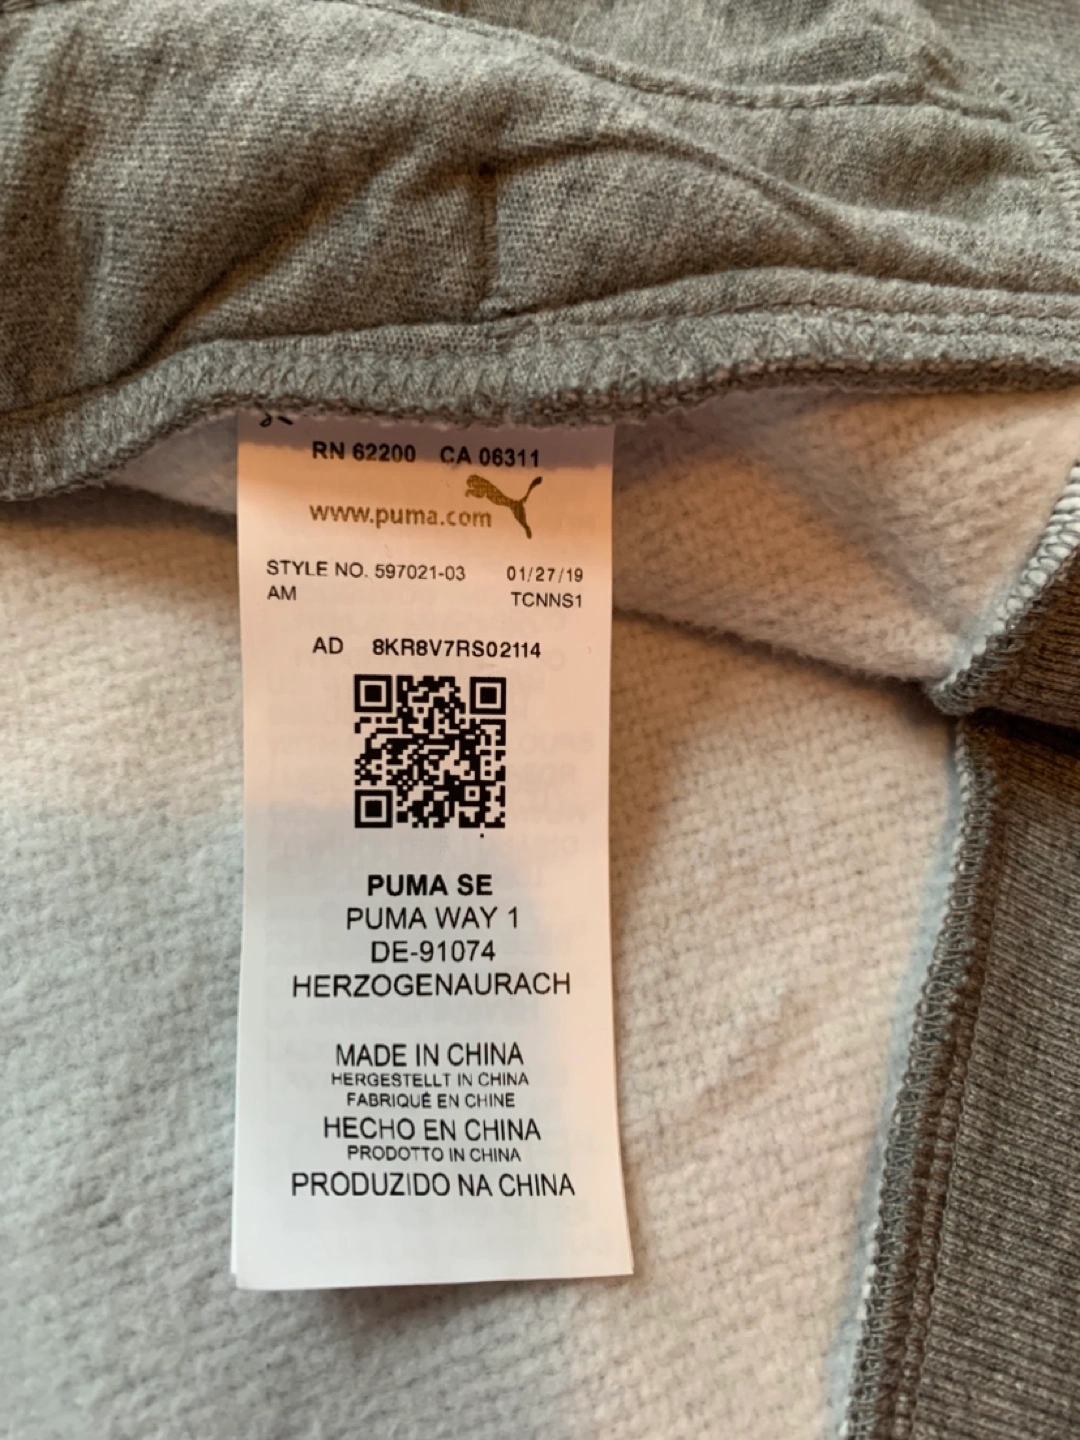 RN 62200 CA 06311
www.puma.com
STYLE NO. 597021-03 01/27/19
AM TCNNS1
AD 8KR8V7RS02114
PUMA SE
PUMA WAY 1
DE-91074
HERZOGENAURACH
MADE IN CHINA
HERGESTELLT IN CHINA
FABRIQUÉ EN CHINE
HECHO EN CHINA
PRODOTTO IN CHINA
PRODUZIDO NA CHINA